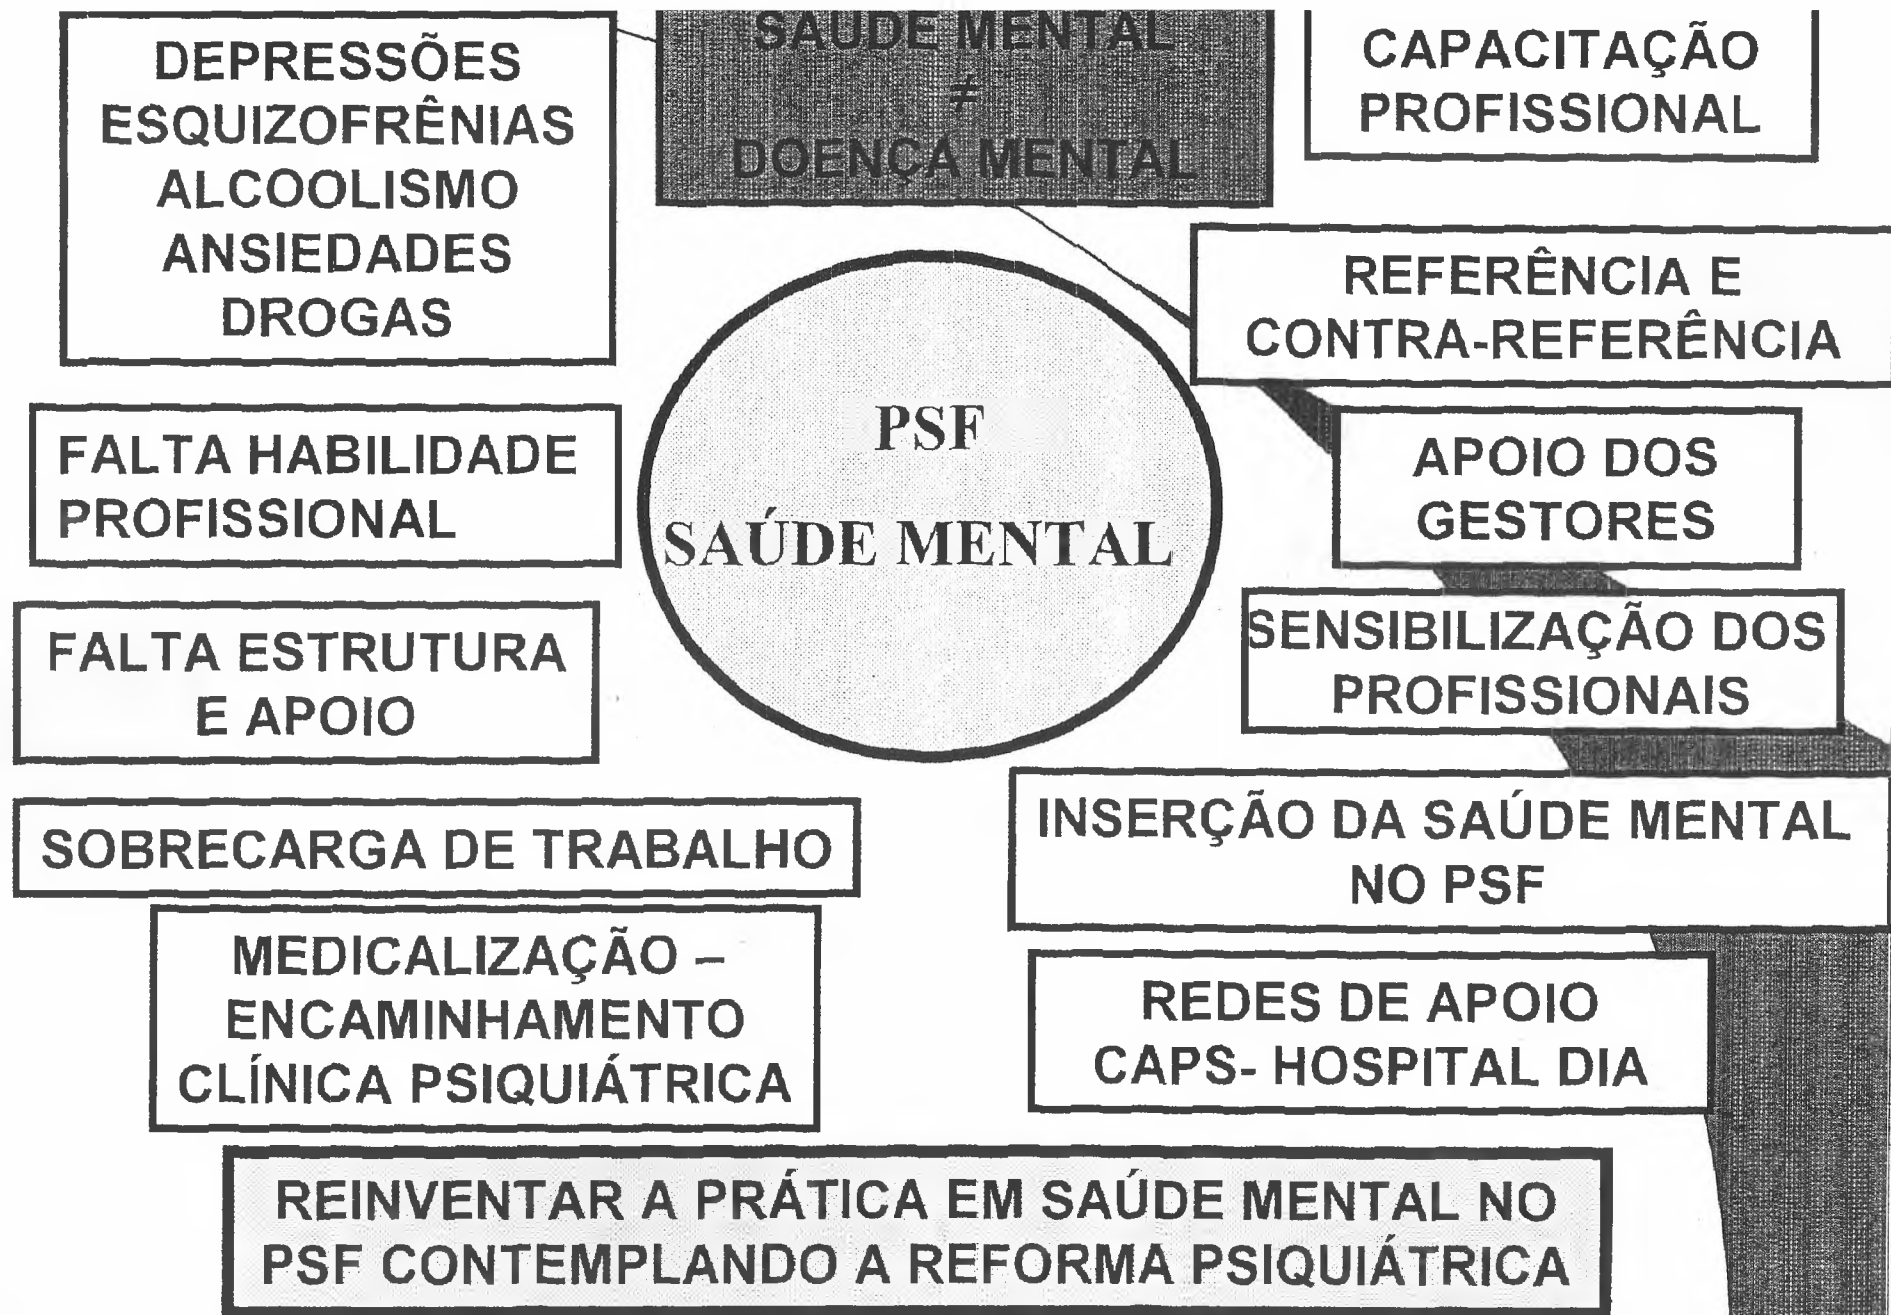 DEPRESSÕES
ESQUIZOFRÊNIAS
ALCOOLISMO
ANSIEDADES
DROGAS
SAÚDE MENTAL
≠
DOENÇA MENTAL
CAPACITAÇÃO
PROFISSIONAL
REFERÊNCIA E
CONTRA-REFERÊNCIA
FALTA HABILIDADE
PROFISSIONAL
PSF
SAÚDE MENTAL
APOIO DOS
GESTORES
FALTA ESTRUTURA
E APOIO
SENSIBILIZAÇÃO DOS
PROFISSIONAIS
SOBRECARGA DE TRABALHO
INSERÇÃO DA SAÚDE MENTAL
NO PSF
MEDICALIZAÇÃO –
ENCAMINHAMENTO
CLÍNICA PSIQUIÁTRICA
REDES DE APOIO
CAPS- HOSPITAL DIA
REINVENTAR A PRÁTICA EM SAÚDE MENTAL NO
PSF CONTEMPLANDO A REFORMA PSIQUIÁTRICA